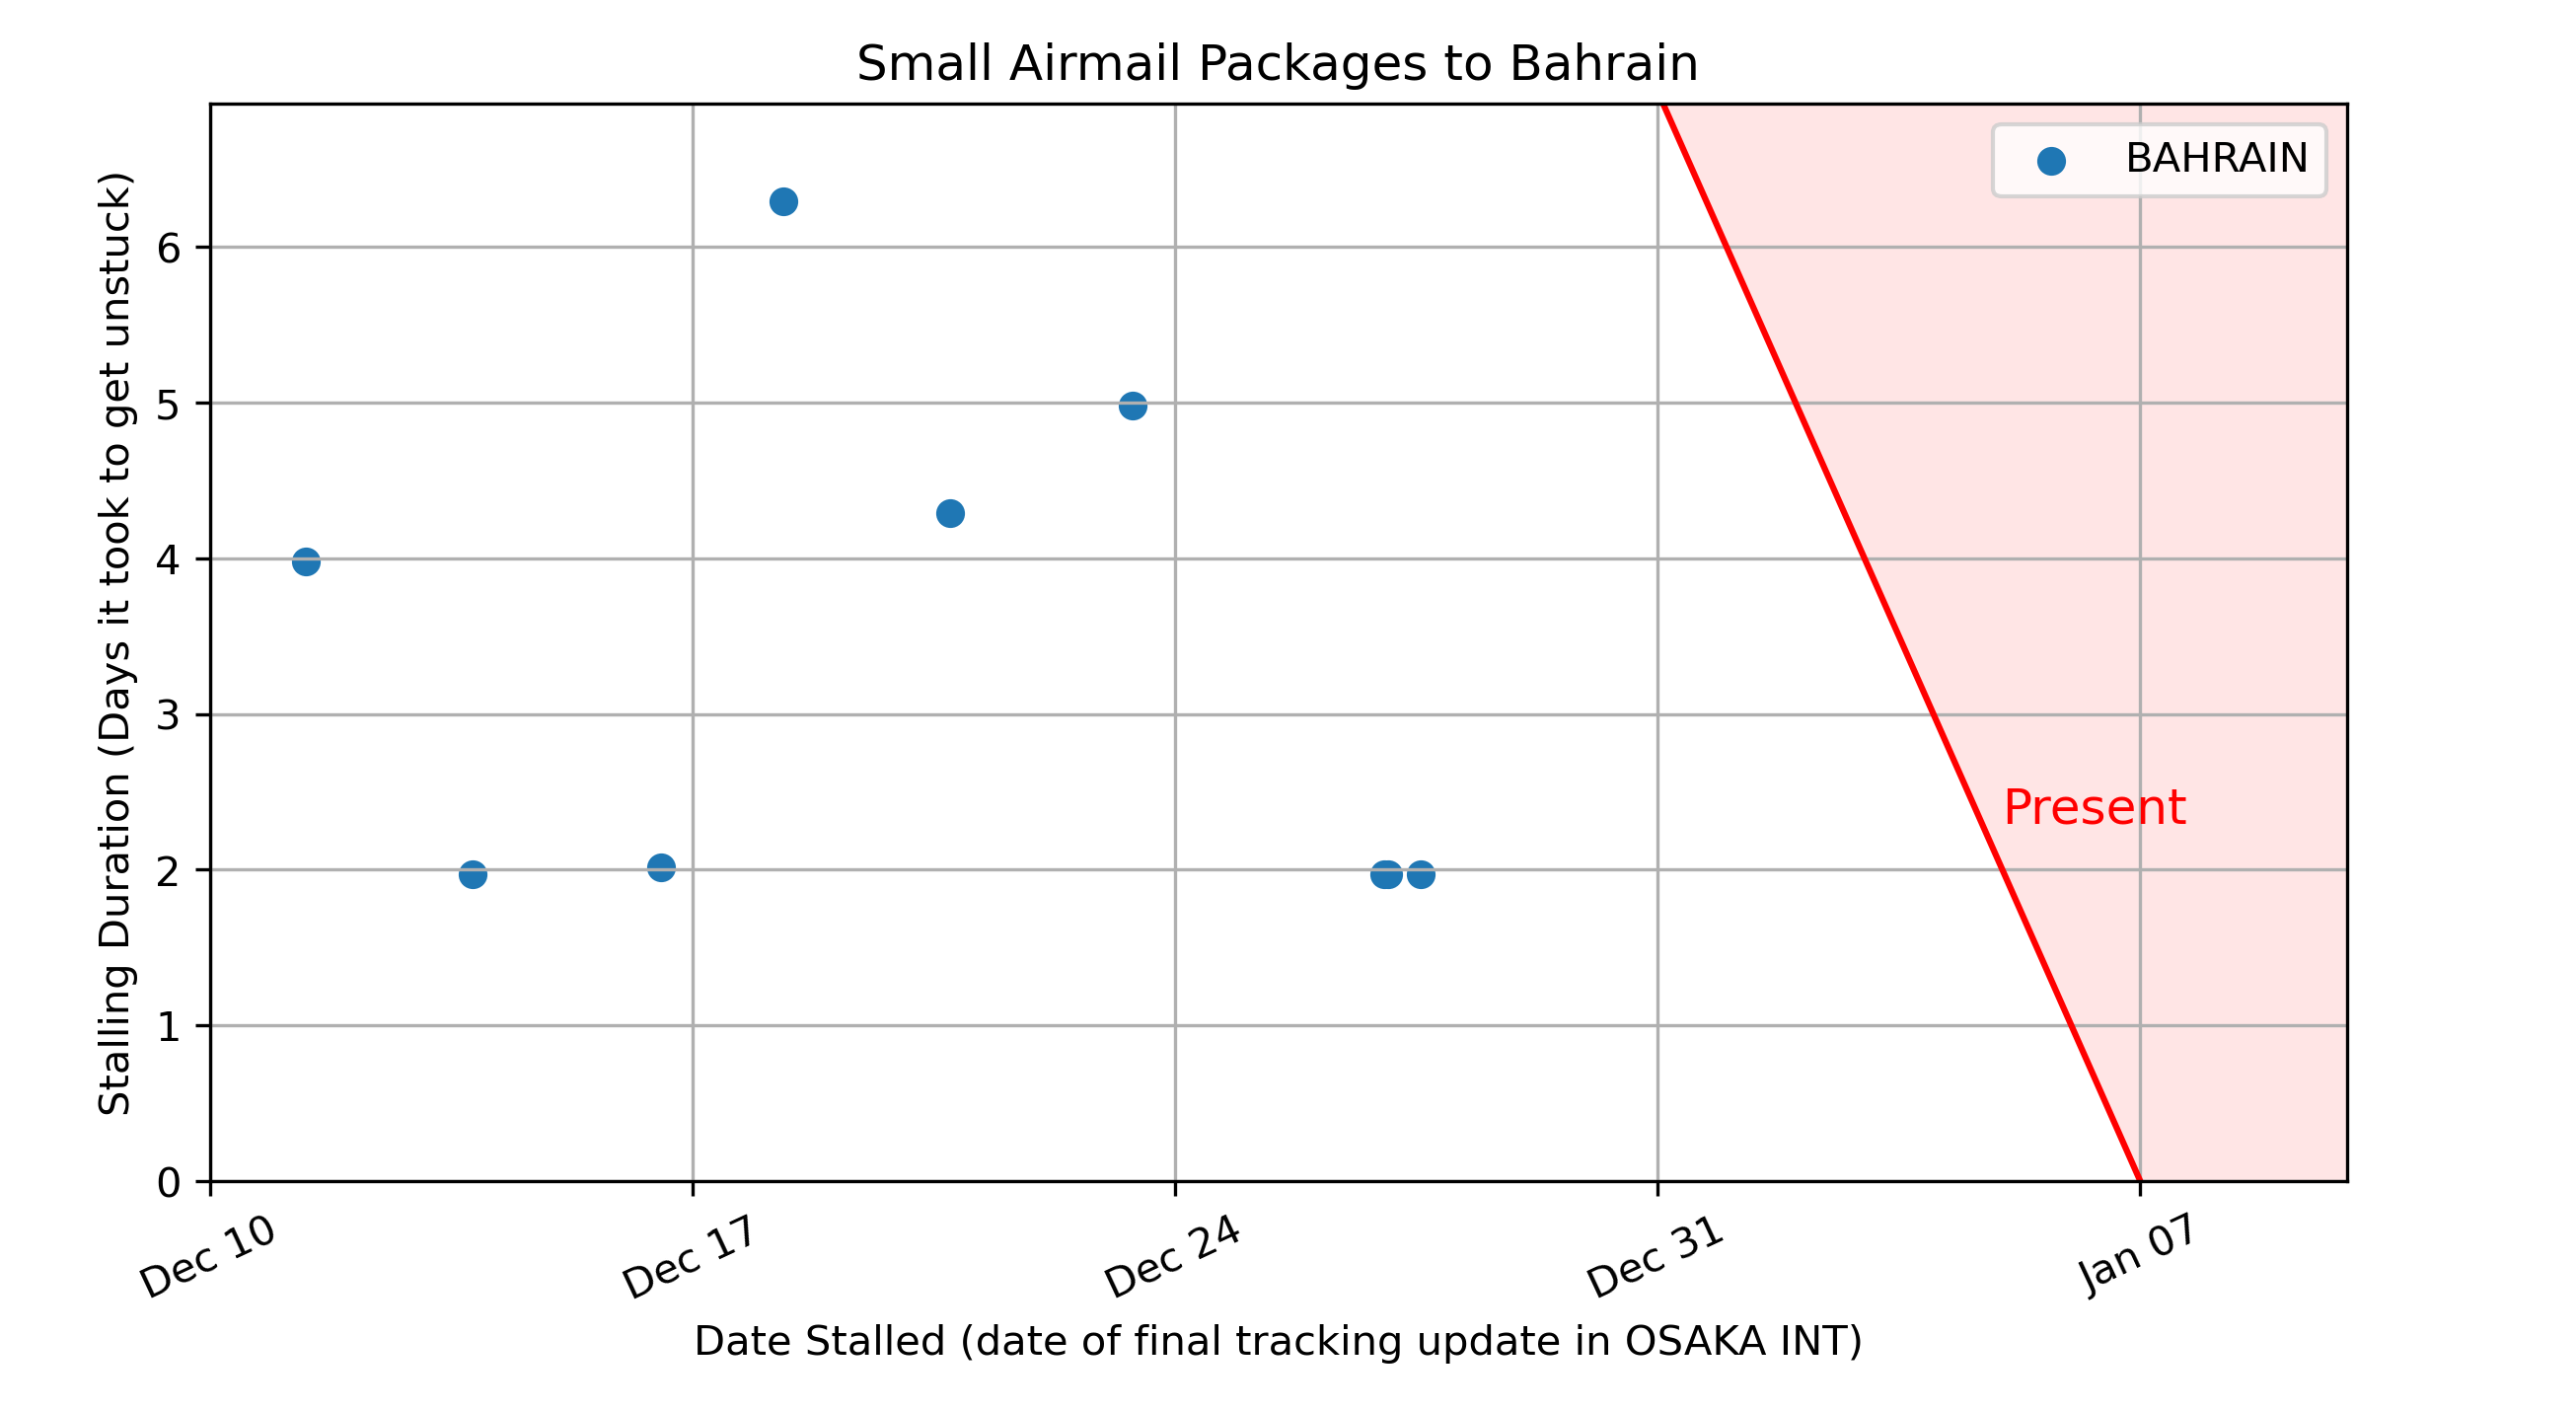 Small Airmail Packages to Bahrain
BAHRAIN
Stalling Duration (Days it took to get unstuck)
6
5
4
3
2
1
0
Present
Dec 10
Dec 17
Dec 24
Dec 31
Jan 07
Date Stalled (date of final tracking update in OSAKA INT)